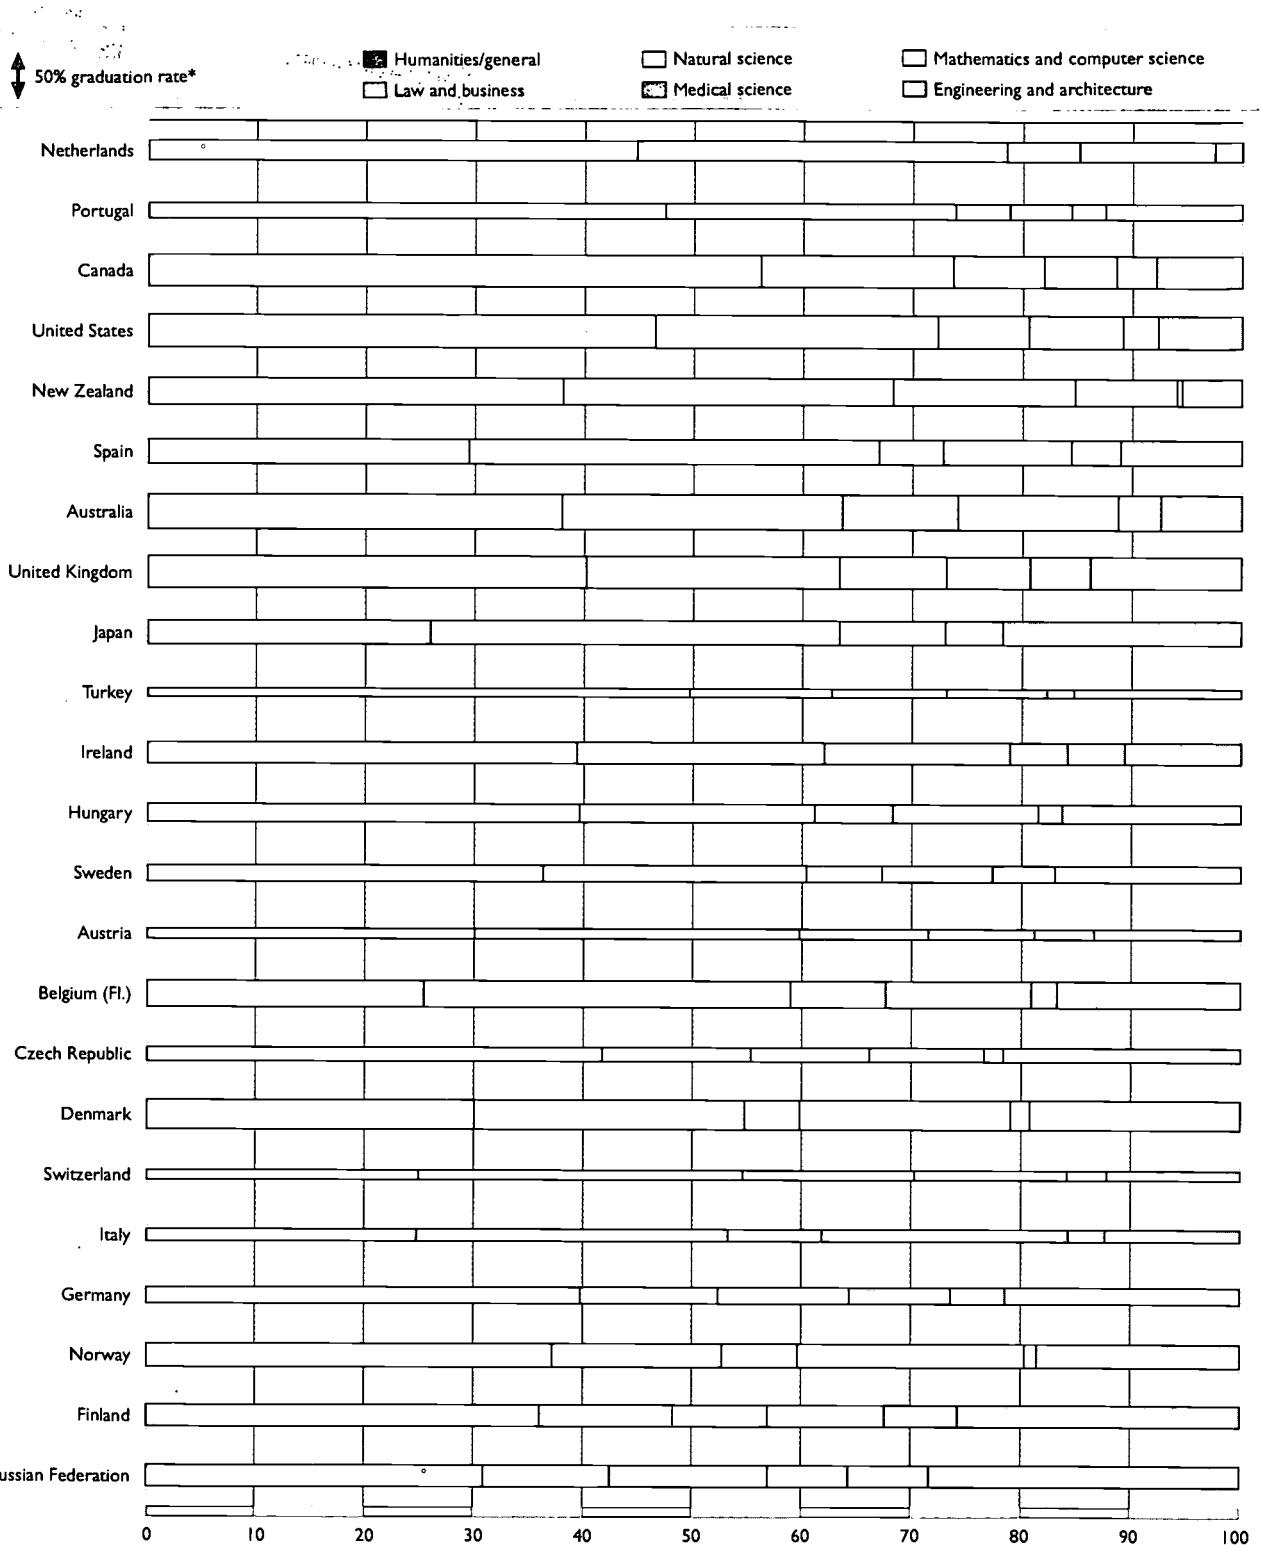 Humanities/general Natural science Mathematics and computer science
50% graduation rate*
Law and business Medical science Engineering and architecture
Netherlands
Portugal
Canada
United States
New Zealand
Spain
Australia
United Kingdom
Japan
Turkey
Ireland
Hungary
Sweden
Austria
Belgium (Fl.)
Czech Republic
Denmark
Switzerland
Italy
Germany
Norway
Finland
ussian Federation
0 10 20 30 40 50 60 70 80 90 100